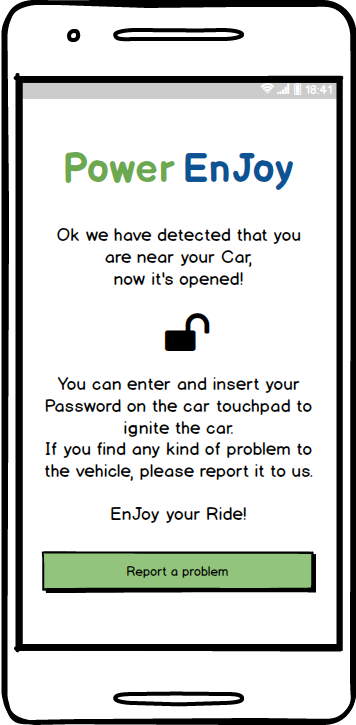 18:41
Power EnJoy
Ok we have detected that you
are near your Car,
now it's opened!
You can enter and insert your
Password on the car touchpad to
ignite the car.
If you find any kind of problem to
the vehicle, please report it to us.
EnJoy your Ride!
Report a problem